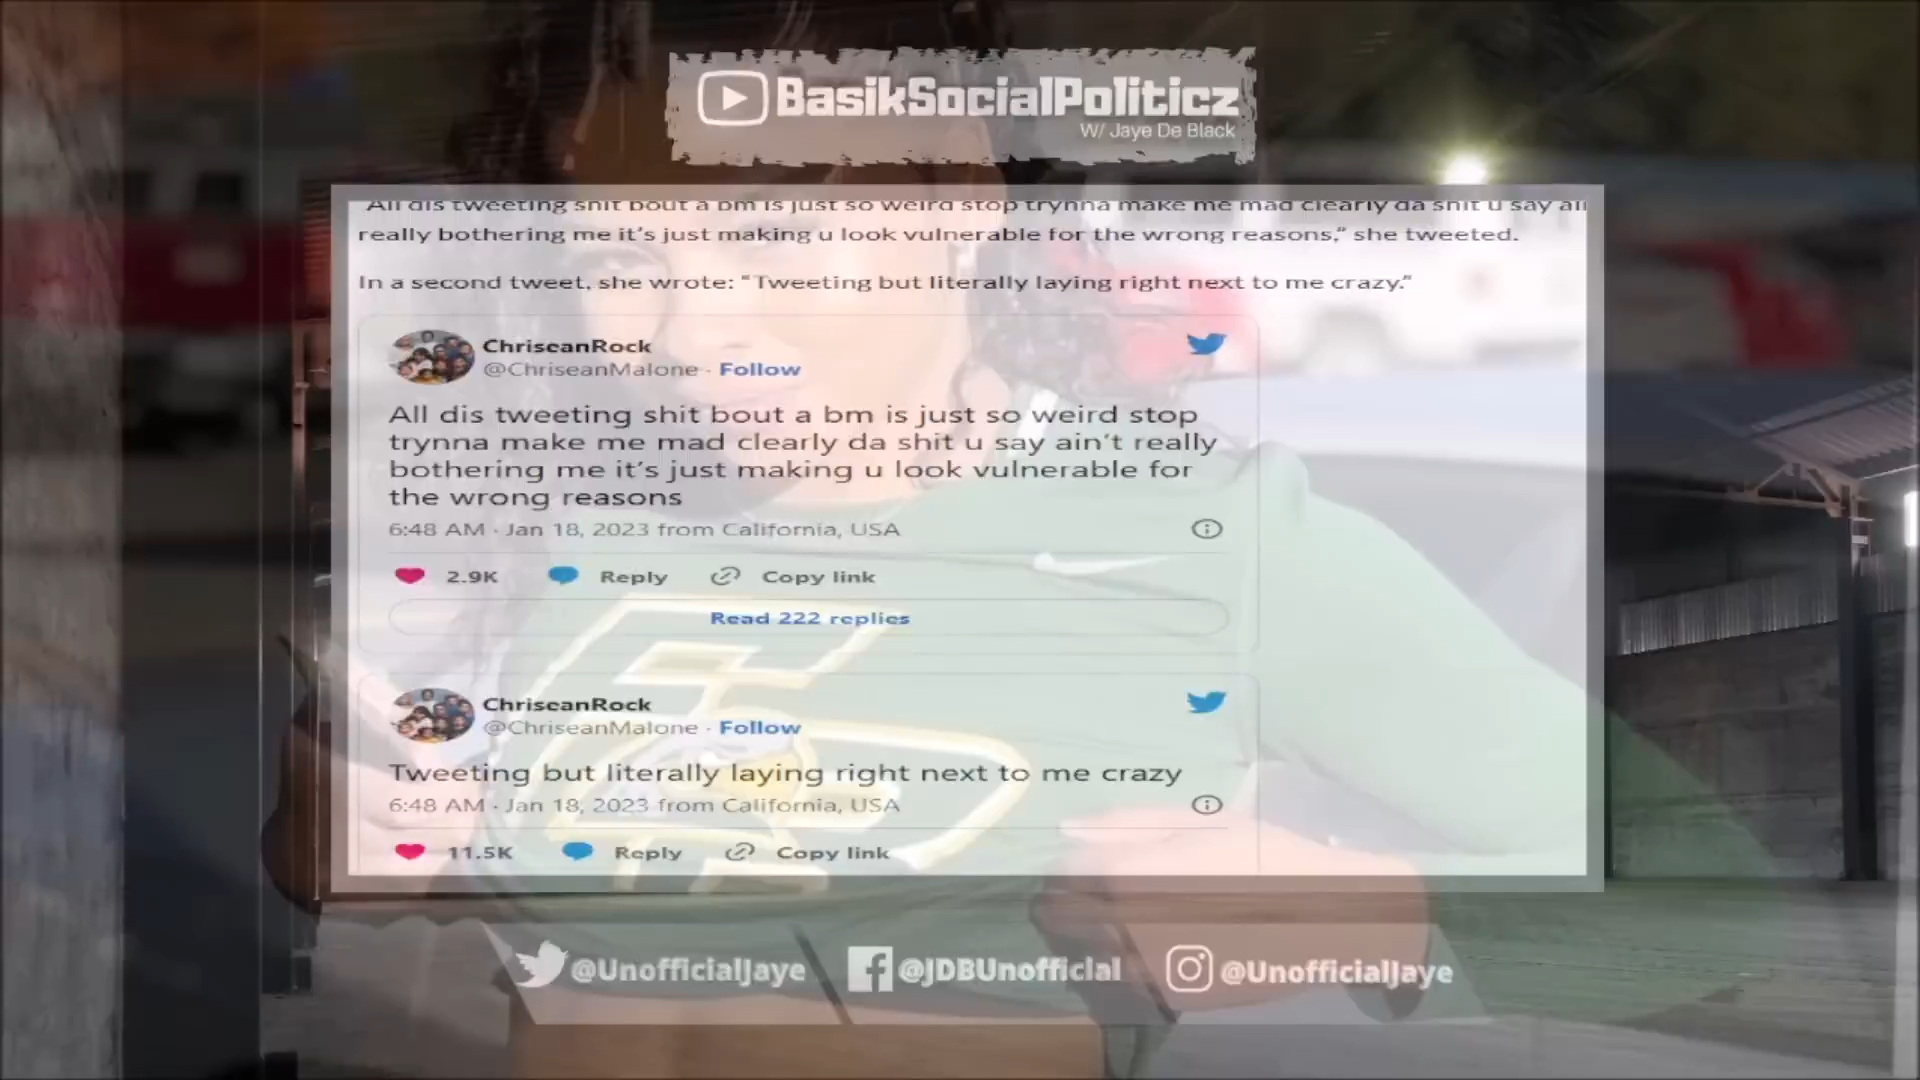 BasikSocialPoliticz
W/ Jaye De Black
All dis tweeting shit bout a bm is just so weird stop trynna make me mad clearly da shit u say ain
really bothering me it's just making u look vulnerable for the wrong reasons," she tweeted.
In a second tweet, she wrote: "Tweeting but literally laying right next to me crazy."
ChriseanRock
@ChriseanMalone · Follow
All dis tweeting shit bout a bm is just so weird stop
trynna make me mad clearly da shit u say ain't really
bothering me it's just making u look vulnerable for
the wrong reasons
6:48 AM · Jan 18, 2023 from California, USA
2.9K Reply Copy link
Read 222 replies
ChriseanRock
@ChriseanMalone · Follow
Tweeting but literally laying right next to me crazy
6:48 AM · Jan 18, 2023 from California, USA
11.5K Reply Copy link
@UnofficialJaye @JDBUnofficial @UnofficialJaye